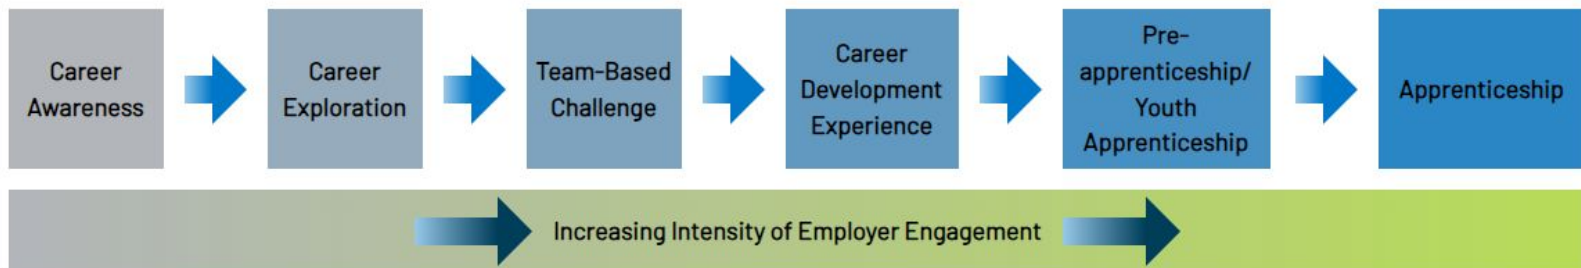 Career
Awareness
Career
Exploration
Team-Based
Challenge
Career
Development
Experience
Pre-
apprenticeship/
Youth
Apprenticeship
Apprenticeship
Increasing Intensity of Employer Engagement